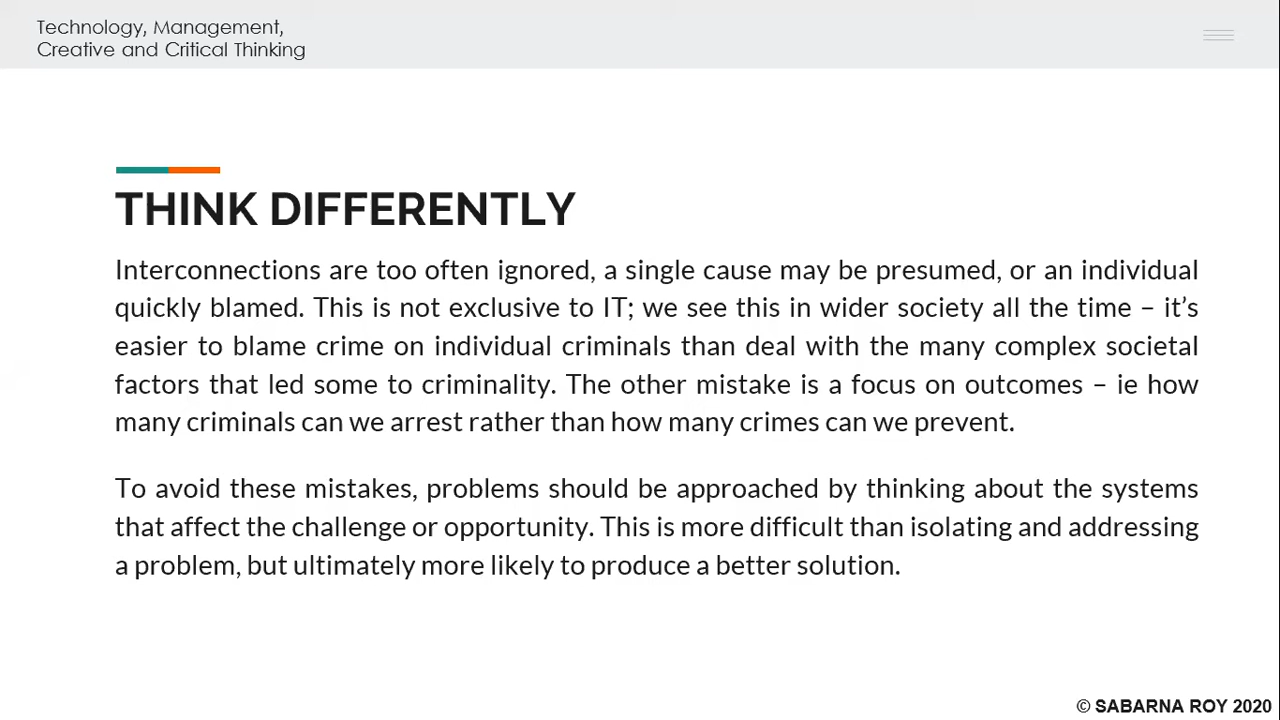 Technology, Management,
Creative and Critical Thinking
THINK DIFFERENTLY
Interconnections are too often ignored, a single cause may be presumed, or an individual
quickly blamed. This is not exclusive to IT; we see this in wider society all the time – it’s
easier to blame crime on individual criminals than deal with the many complex societal
factors that led some to criminality. The other mistake is a focus on outcomes – ie how
many criminals can we arrest rather than how many crimes can we prevent.
To avoid these mistakes, problems should be approached by thinking about the systems
that affect the challenge or opportunity. This is more difficult than isolating and addressing
a problem, but ultimately more likely to produce a better solution.
© SABARNA ROY 2020